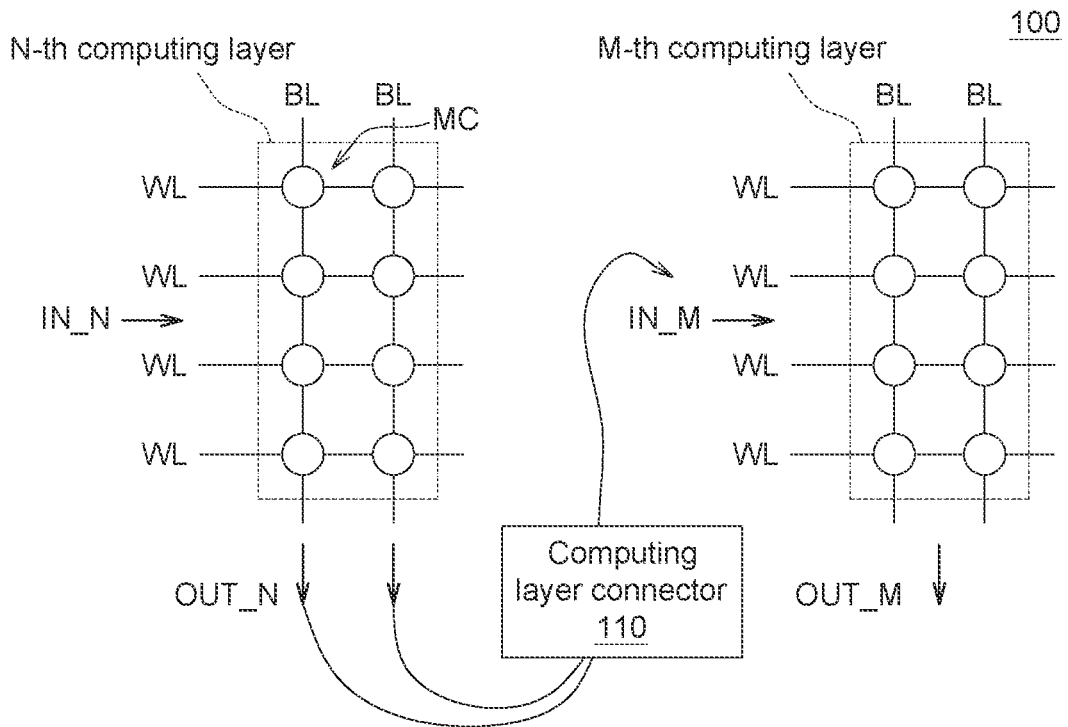 100
N-th computing layer
M-th computing layer
BL BL
BL BL
MC
WL
WL
WL
WL
WL
WL
WL
WL
IN_N
IN_M
OUT_N
Computing
layer connector
110
OUT_M